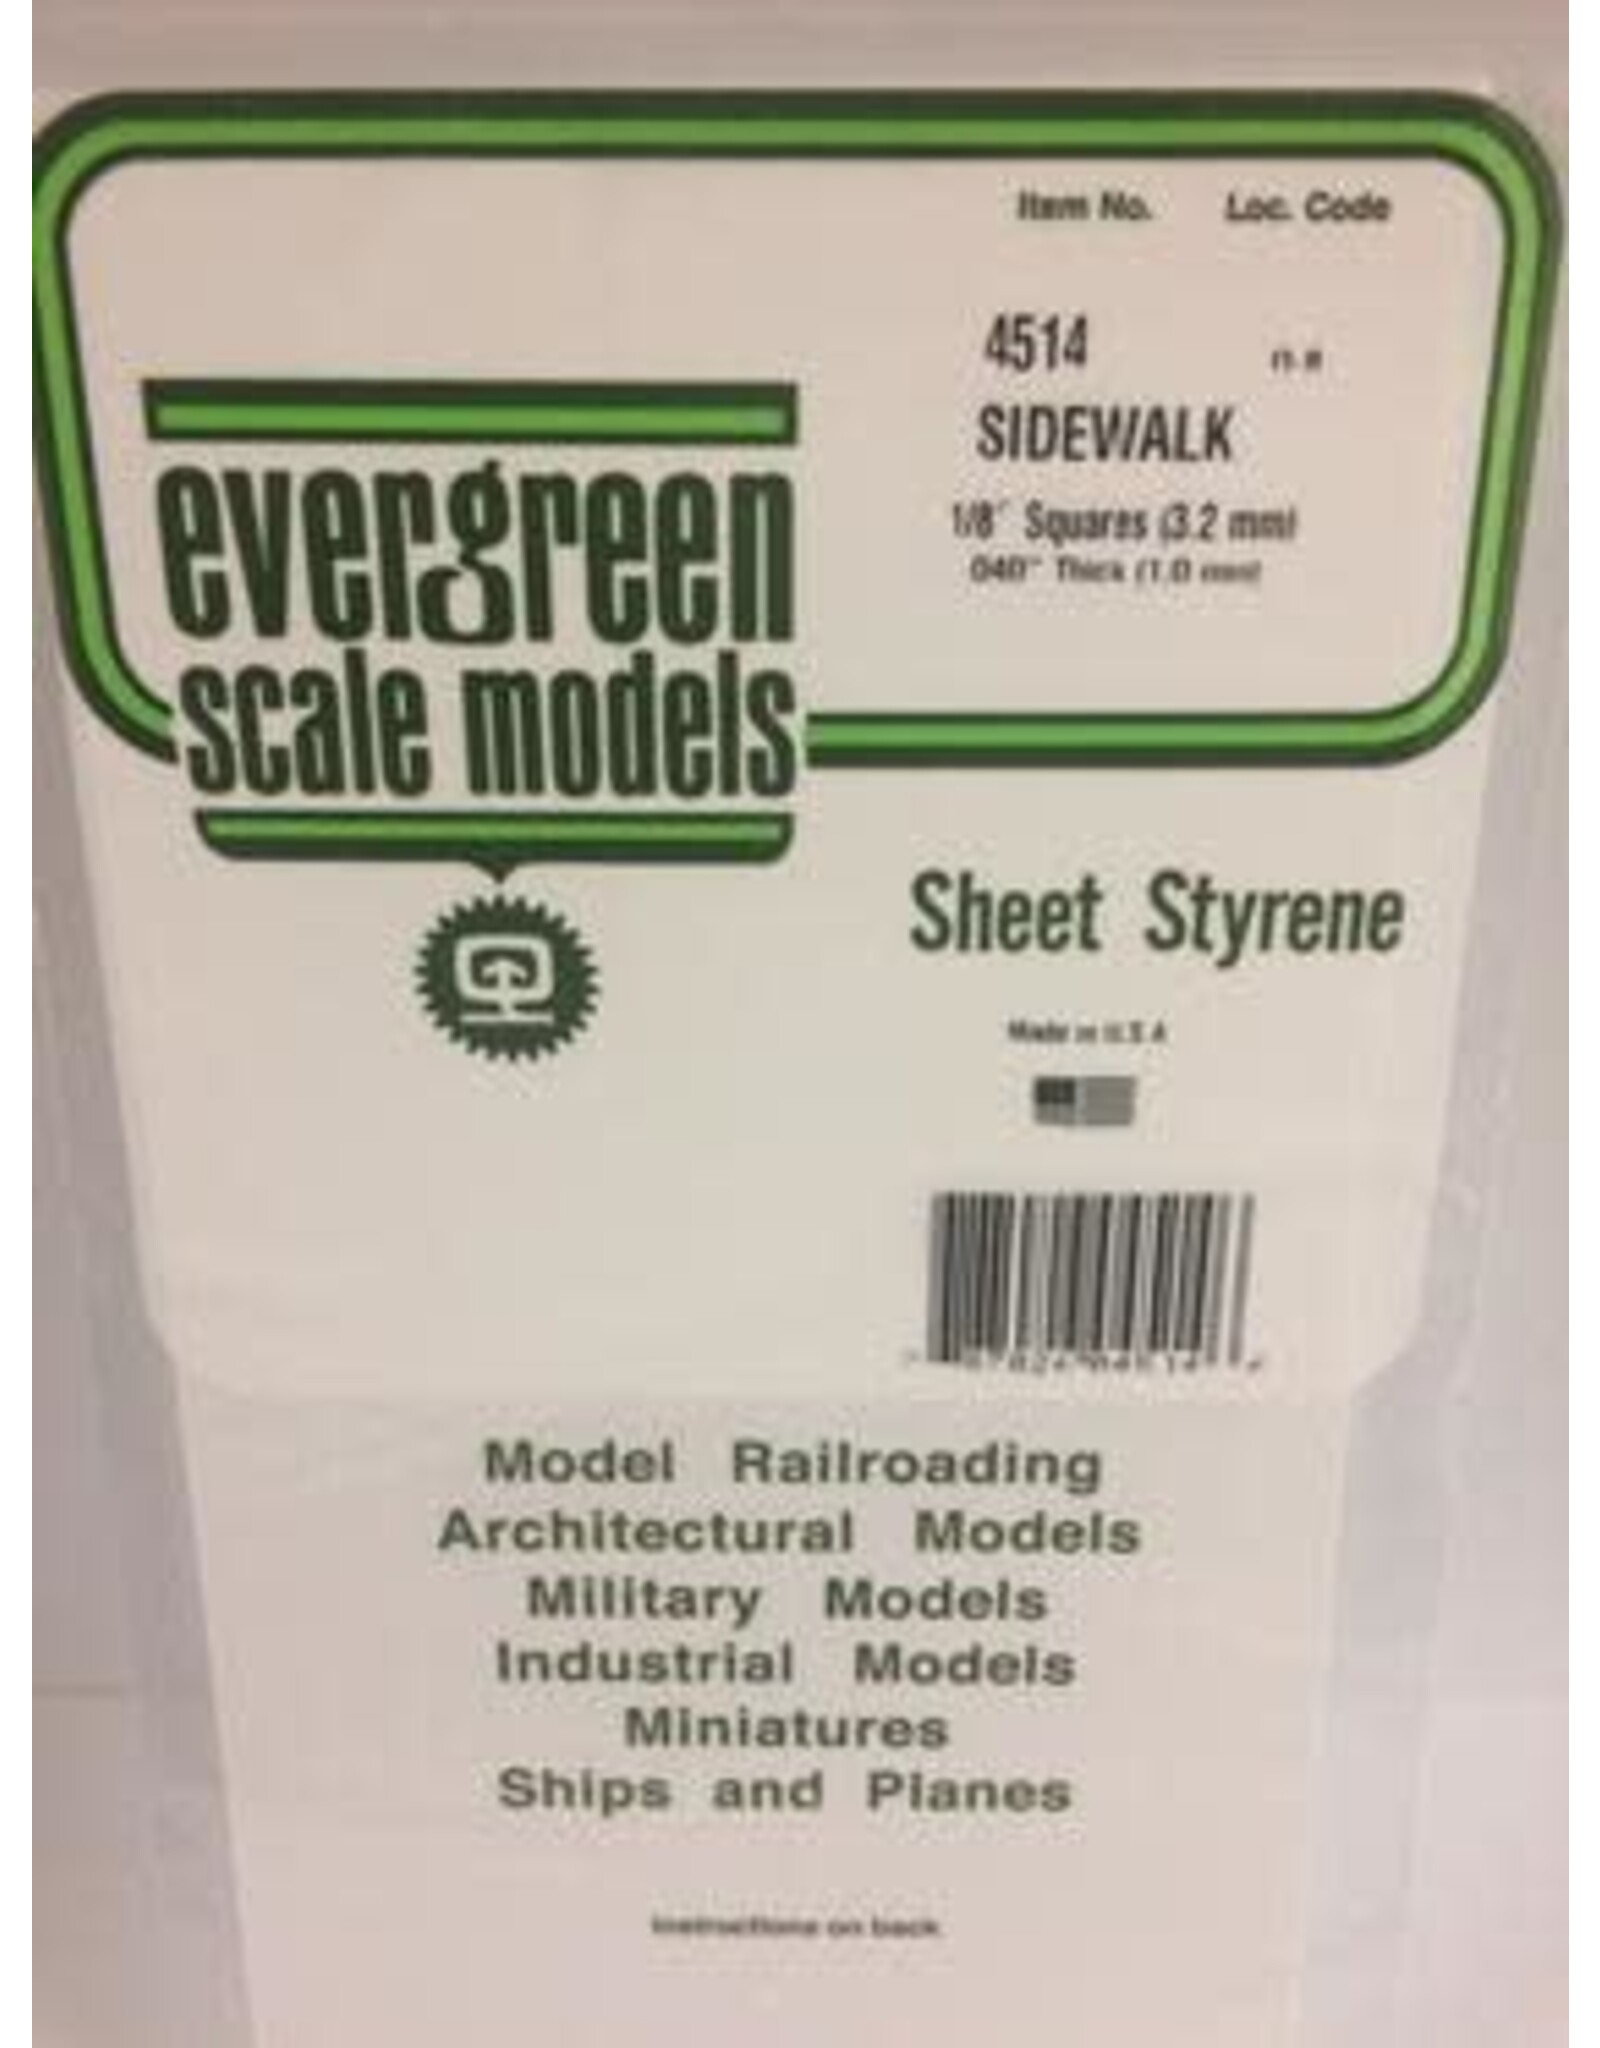 Item No. Loc. Code
4514
SIDEWALK
1/8" Squares (3.2 mm)
.040" Thick (1.0 mm)
evergreen
scale models
Sheet Styrene
Made in U.S.A
Model Railroading
Architectural Models
Military Models
Industrial Models
Miniatures
Ships and Planes
Instructions on back